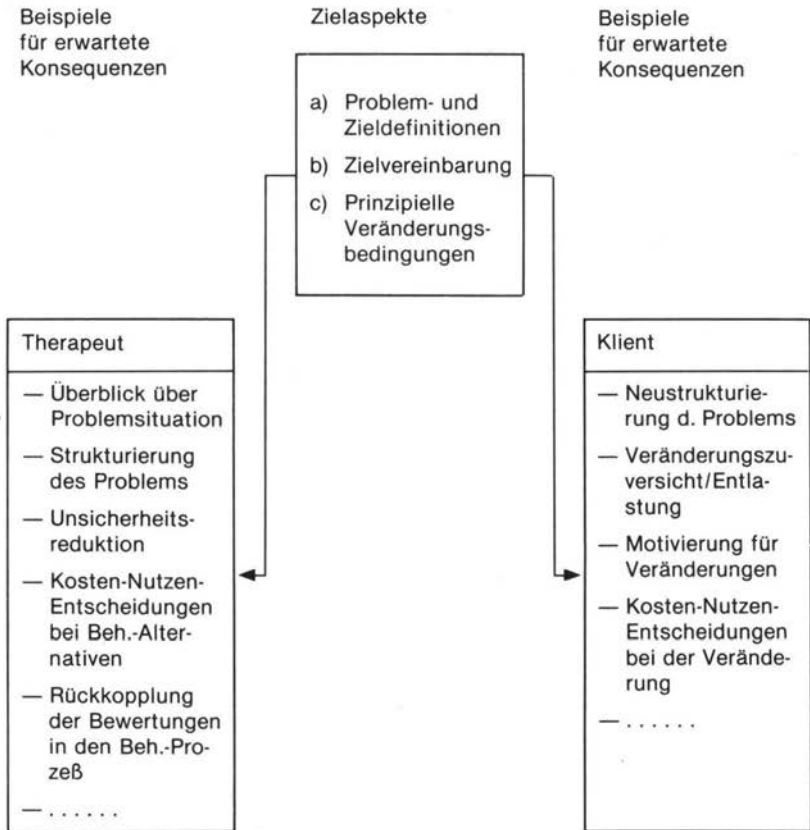 Beispiele
für erwartete
Konsequenzen
Zielaspekte
a) Problem- und
Zieldefinitionen
b) Zielvereinbarung
c) Prinzipielle
Veränderungs-
bedingungen
Beispiele
für erwartete
Konsequenzen
Therapeut
— Überblick über
Problemsituation
— Strukturierung
des Problems
— Unsicherheits-
reduktion
— Kosten-Nutzen-
Entscheidungen
bei Beh.-Alter-
nativen
— Rückkopplung
der Bewertungen
in den Beh.-Pro-
zeß
— . . . . . .
Klient
— Neustrukturie-
rung d. Problems
— Veränderungszu-
versicht/Entla-
stung
— Motivierung für
Veränderungen
— Kosten-Nutzen-
Entscheidungen
bei der Verände-
rung
— . . . . . .